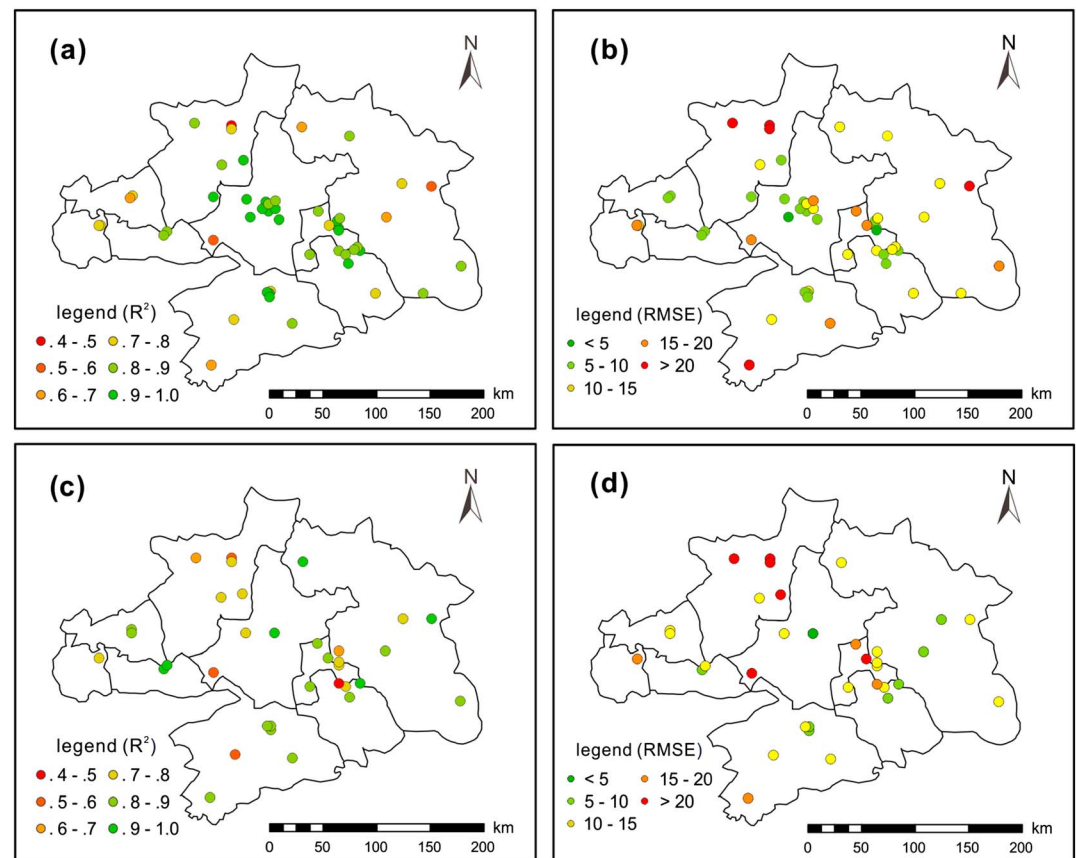 (a)
N
legend (R²)
.4 - .5 .7 - .8
.5 - .6 .8 - .9
.6 - .7 .9 - 1.0
km
0 50 100 150 200
(b)
N
legend (RMSE)
< 5 15 - 20
5 - 10 > 20
10 - 15
km
0 50 100 150 200
(c)
N
legend (R²)
.4 - .5 .7 - .8
.5 - .6 .8 - .9
.6 - .7 .9 - 1.0
km
0 50 100 150 200
(d)
N
legend (RMSE)
< 5 15 - 20
5 - 10 > 20
10 - 15
km
0 50 100 150 200